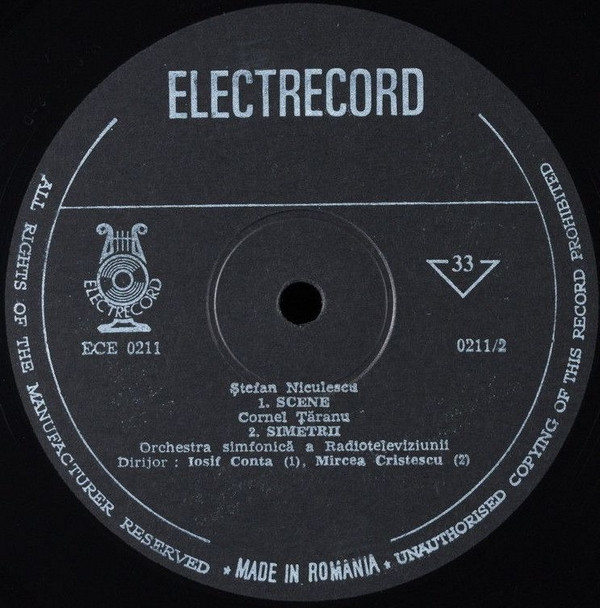 ELECTRECORD
ELECTRECORD
33
ECE 0211
0211/2
Ştefan Niculescu
1. SCENE
Cornel Ţăranu
2. SIMETRII
Orchestra simfonică a Radioteleviziunii
Dirijor : Iosif Conta (1), Mircea Cristescu (2)
ALL RIGHTS OF THE MANUFACTURER RESERVED ★ MADE IN ROMÂNIA ★ UNAUTHORISED COPYING OF THIS RECORD PROHIBITED